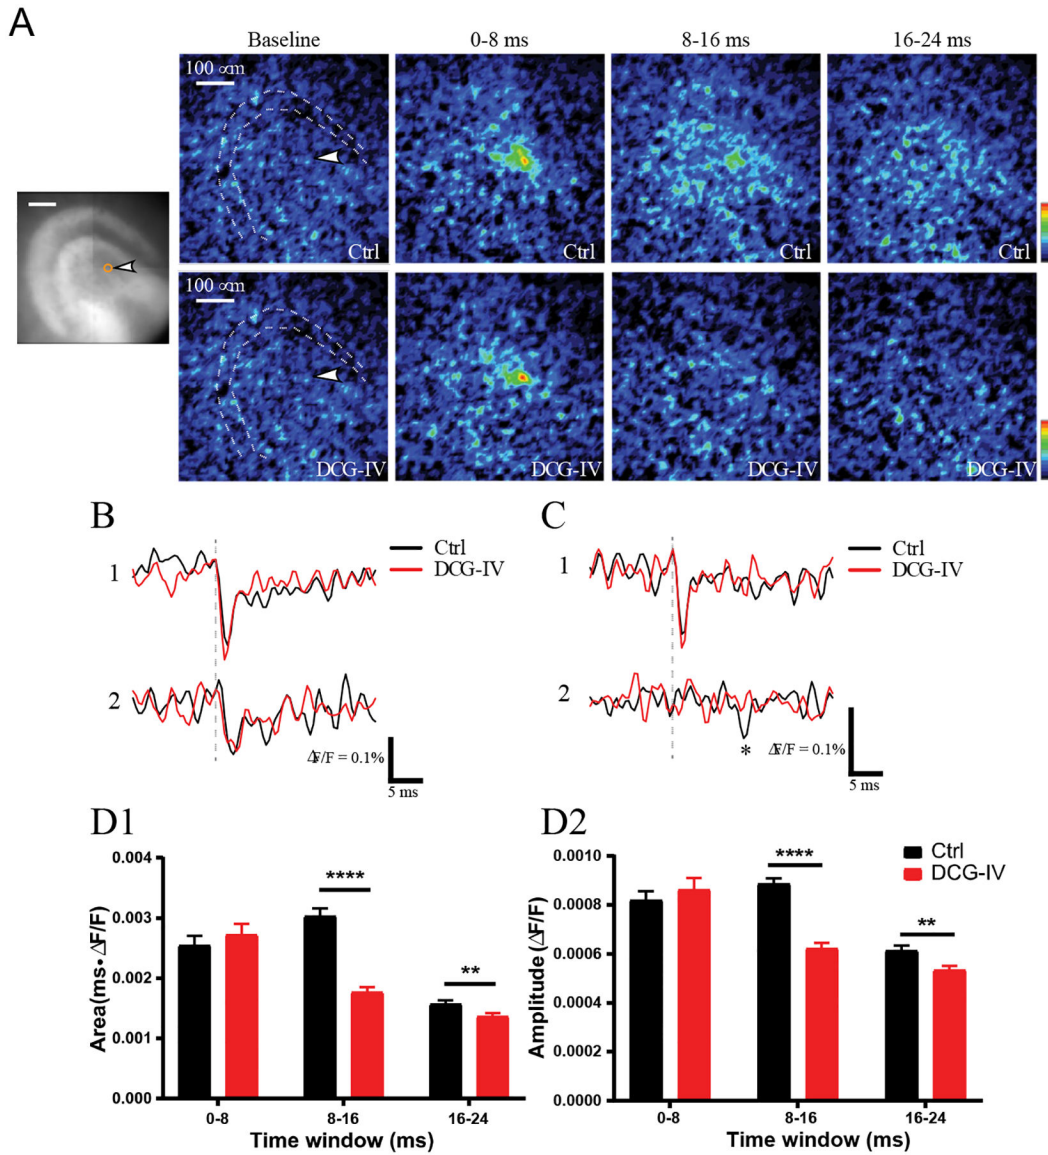 A
Baseline 0-8 ms 8-16 ms 16-24 ms
100 ∝m
Ctrl Ctrl Ctrl Ctrl
100 ∝m
DCG-IV DCG-IV DCG-IV DCG-IV
B
Ctrl
DCG-IV
1
2
ΔF/F = 0.1%
5 ms
C
Ctrl
DCG-IV
1
2
*
ΔF/F = 0.1%
5 ms
D1
Area(ms•ΔF/F)
0.004
0.003
0.002
0.001
0.000
****
**
0-8 8-16 16-24
Time window (ms)
D2
Ctrl
DCG-IV
Amplitude (ΔF/F)
0.0010
0.0008
0.0006
0.0004
0.0002
0.0000
****
**
0-8 8-16 16-24
Time window (ms)